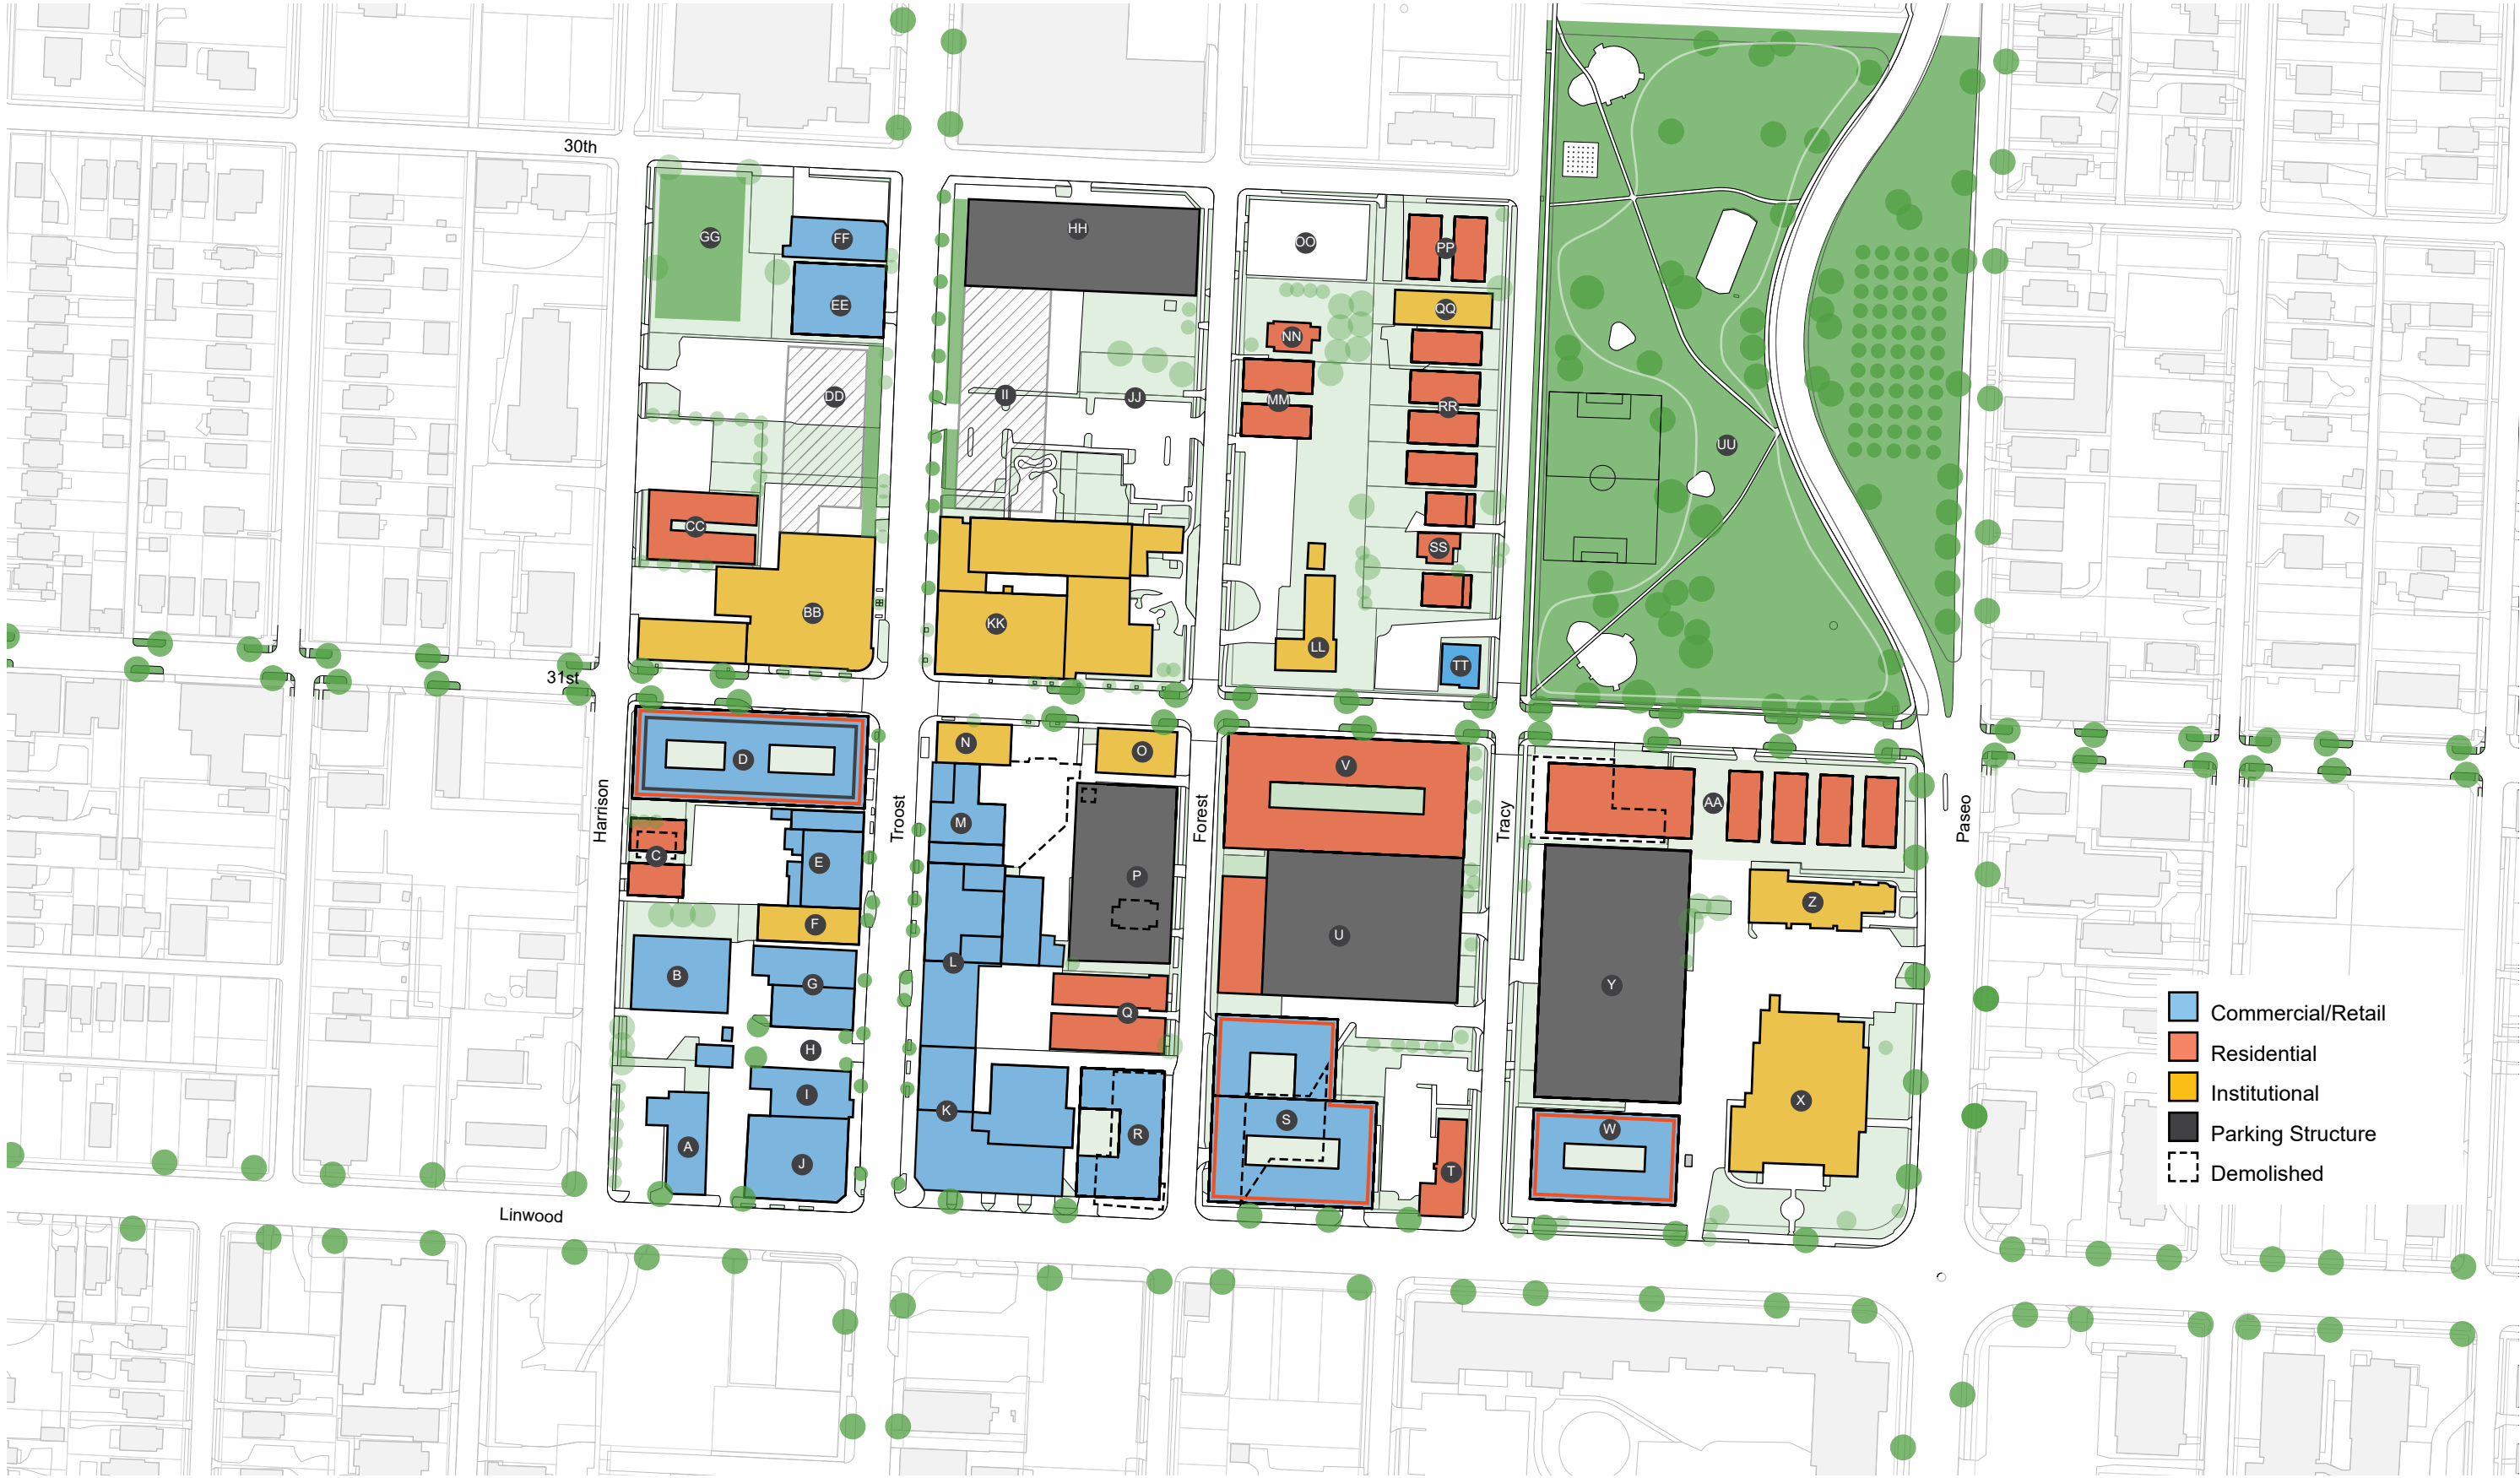 30th
GG
FF
HH
OO
PP
EE
QQ
NN
DD
II
JJ
MM
RR
UU
CC
SS
BB
KK
LL
TT
31st
N
O
D
V
Harrison
Troost
M
Forest
Tracy
AA
Paseo
C
E
P
Z
F
U
B
G
L
Y
Q
H
I
K
S
W
X
A
J
R
T
Linwood
Commercial/Retail
Residential
Institutional
Parking Structure
Demolished